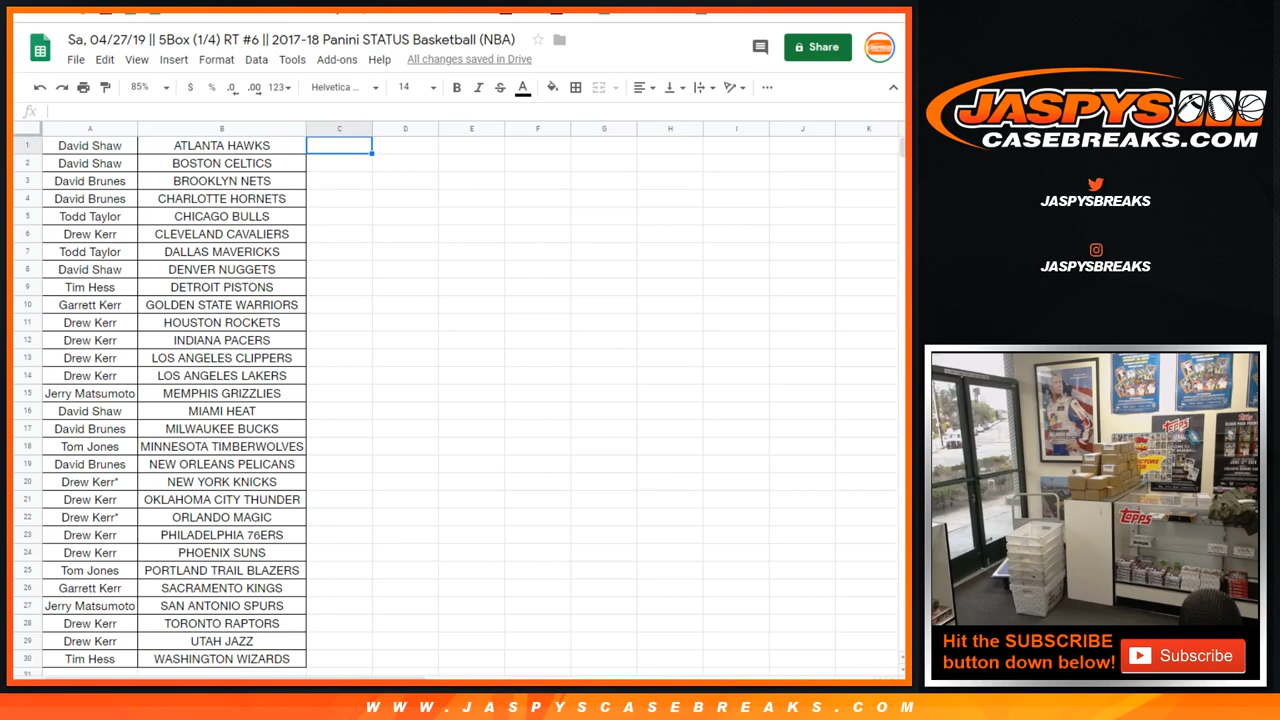 Sa, 04/27/19 || 5Box (1/4) RT #6 || 2017-18 Panini STATUS Basketball (NBA)
Share
File Edit View Insert Format Data Tools Add-ons Help All changes saved in Drive
85% $ % .0 .00 123 Helvetica ... 14 B I S A
fx
A B C D E F G H I J K
1 David Shaw ATLANTA HAWKS
2 David Shaw BOSTON CELTICS
3 David Brunes BROOKLYN NETS
4 David Brunes CHARLOTTE HORNETS
5 Todd Taylor CHICAGO BULLS
6 Drew Kerr CLEVELAND CAVALIERS
7 Todd Taylor DALLAS MAVERICKS
8 David Shaw DENVER NUGGETS
9 Tim Hess DETROIT PISTONS
10 Garrett Kerr GOLDEN STATE WARRIORS
11 Drew Kerr HOUSTON ROCKETS
12 Drew Kerr INDIANA PACERS
13 Drew Kerr LOS ANGELES CLIPPERS
14 Drew Kerr LOS ANGELES LAKERS
15 Jerry Matsumoto MEMPHIS GRIZZLIES
16 David Shaw MIAMI HEAT
17 David Brunes MILWAUKEE BUCKS
18 Tom Jones MINNESOTA TIMBERWOLVES
19 David Brunes NEW ORLEANS PELICANS
20 Drew Kerr* NEW YORK KNICKS
21 Drew Kerr OKLAHOMA CITY THUNDER
22 Drew Kerr* ORLANDO MAGIC
23 Drew Kerr PHILADELPHIA 76ERS
24 Drew Kerr PHOENIX SUNS
25 Tom Jones PORTLAND TRAIL BLAZERS
26 Garrett Kerr SACRAMENTO KINGS
27 Jerry Matsumoto SAN ANTONIO SPURS
28 Drew Kerr TORONTO RAPTORS
29 Drew Kerr UTAH JAZZ
30 Tim Hess WASHINGTON WIZARDS
31
JASPYS
CASEBREAKS.COM
JASPYSBREAKS
JASPYSBREAKS
Topps
Topps
Topps
Hit the SUBSCRIBE
button down below!
Subscribe
WWW.JASPYSCASEBREAKS.COM